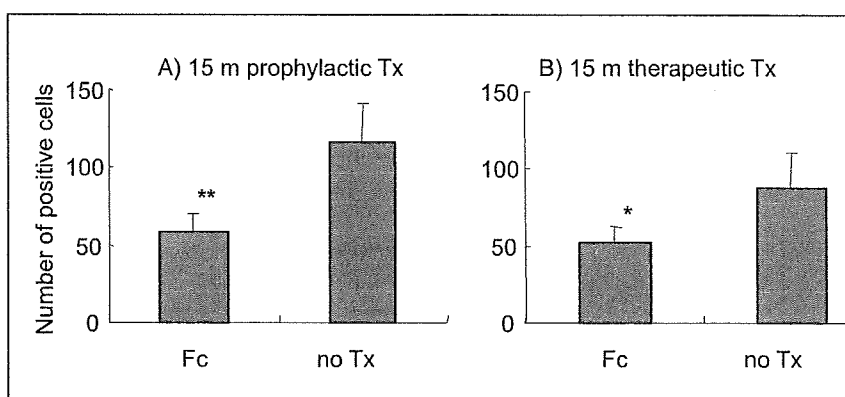 A) 15 m prophylactic Tx
Number of positive cells
150
100
50
0
**
Fc
no Tx
B) 15 m therapeutic Tx
150
100
50
0
*
Fc
no Tx